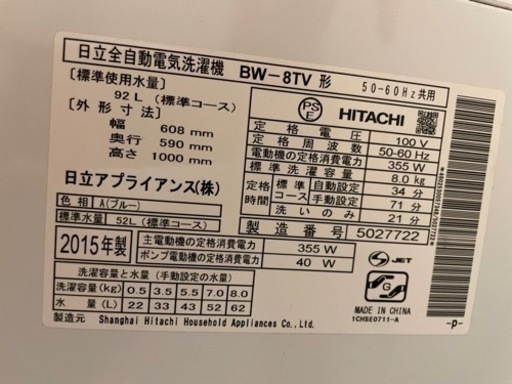 日立全自動電気洗濯機 BW-8TV 形 50-60Hz共用
〔標準使用水量〕
92L (標準コース)
〔外形寸法〕
幅 608 mm
奥行 590 mm
高さ 1000 mm
日立アプライアンス(株)
色相 A(ブルー)
標準水量 52L (標準コース)
PS E HITACHI
定格電圧 100 V
定格周波数 50-60 Hz
電動機の定格消費電力 355 W
標準洗濯容量 8.0 kg
定格時間 標準コース 自動設定 34 分
手動設定 71 分
洗いのみ 21 分
製造番号 5027722
2015年製
主電動機の定格消費電力 355 W
ポンプ電動機の定格消費電力 40 W
S JET
洗濯容量と水量 (手動設定の水量)
洗濯容量(kg) 0.5 3.5 5.5 7.0 8.0
水量(L) 22 33 43 52 62
G
MADE IN CHINA
1CHSE0711-A
製造元 Shanghai Hitachi Household Appliances Co.,Ltd.
-P-